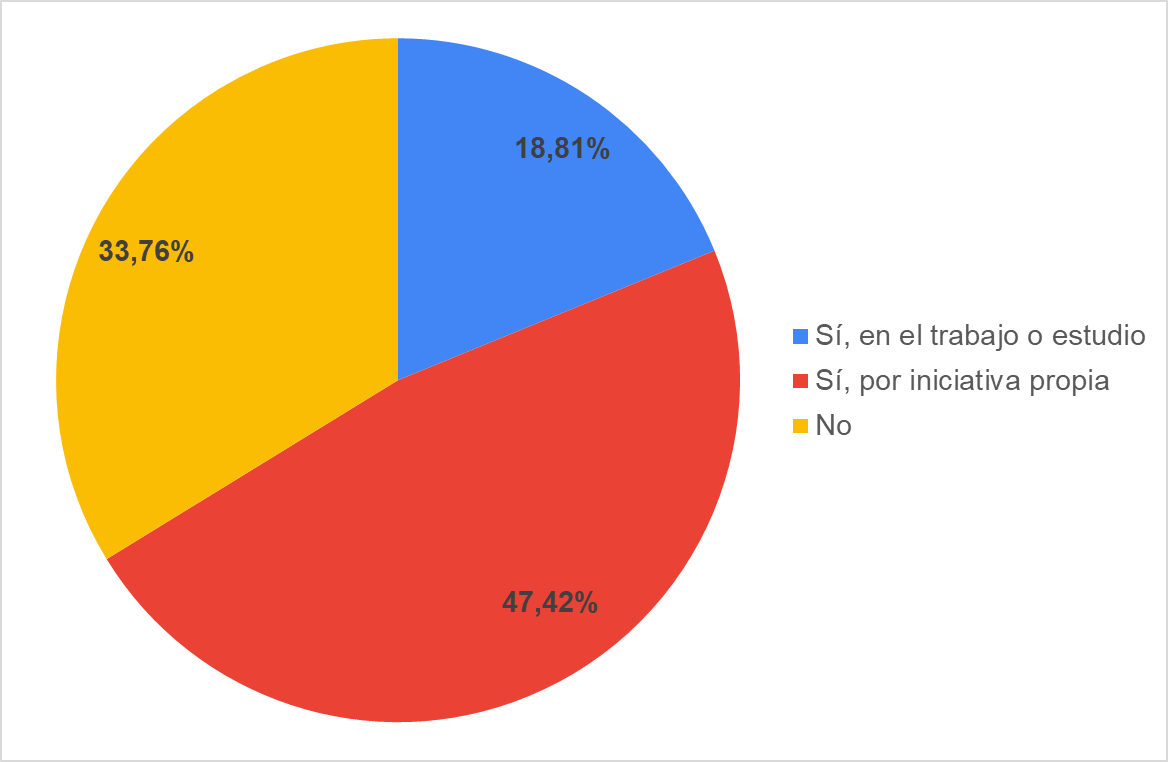 18,81%
33,76%
47,42%
Sí, en el trabajo o estudio
Sí, por iniciativa propia
No